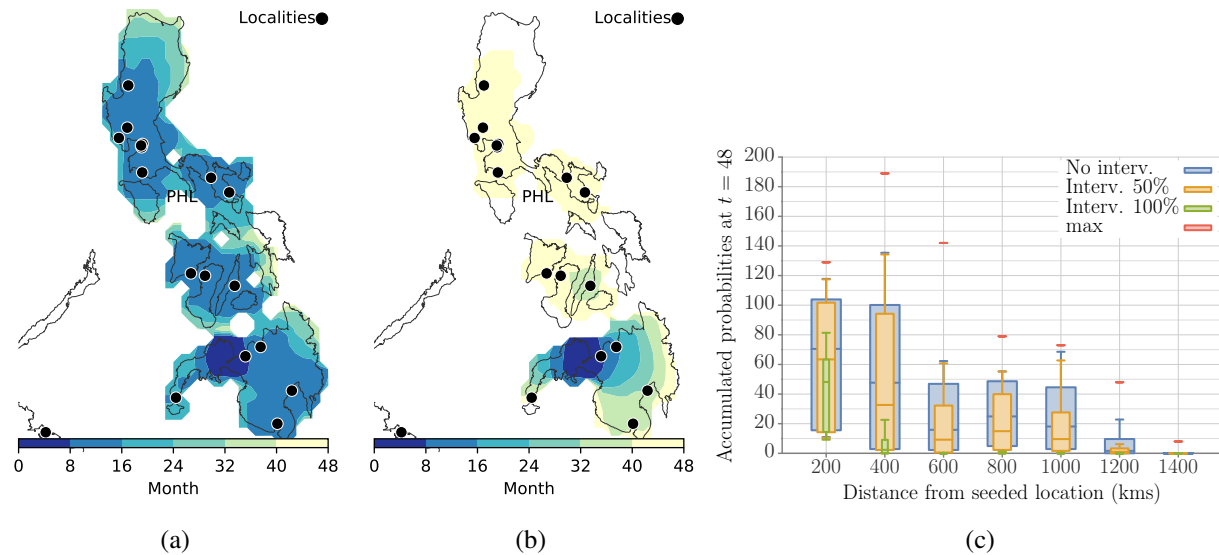 Localities
PHL
0 8 16 24 32 40 48
Month
(a)
Localities
PHL
0 8 16 24 32 40 48
Month
(b)
Accumulated probabilities at t = 48
200
180
160
140
120
100
80
60
40
20
0
No interv.
Interv. 50%
Interv. 100%
max
200 400 600 800 1000 1200 1400
Distance from seeded location (kms)
(c)